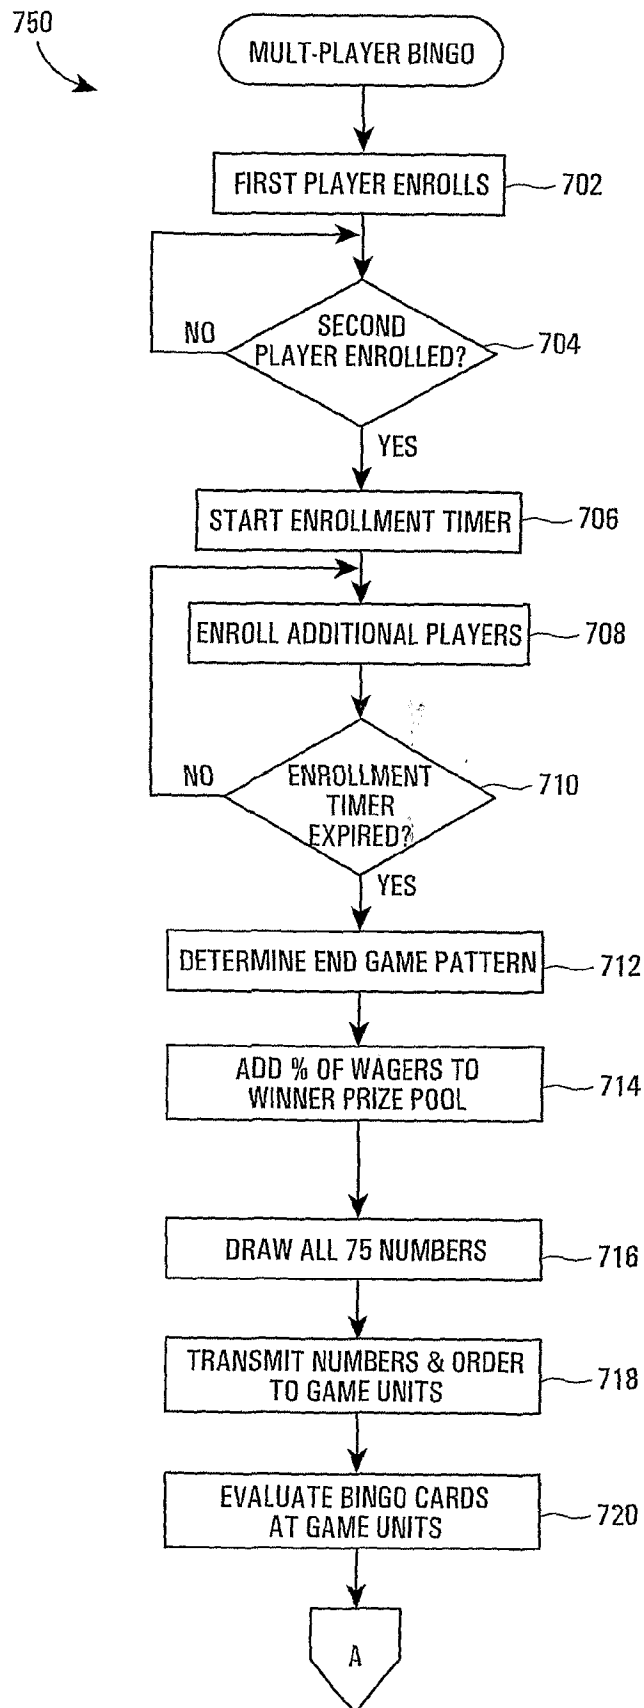 750
MULT-PLAYER BINGO
FIRST PLAYER ENROLLS
702
NO
SECOND
PLAYER ENROLLED?
704
YES
START ENROLLMENT TIMER
706
ENROLL ADDITIONAL PLAYERS
708
NO
ENROLLMENT
TIMER
EXPIRED?
710
YES
DETERMINE END GAME PATTERN
712
ADD % OF WAGERS TO
WINNER PRIZE POOL
714
DRAW ALL 75 NUMBERS
716
TRANSMIT NUMBERS & ORDER
TO GAME UNITS
718
EVALUATE BINGO CARDS
AT GAME UNITS
720
A